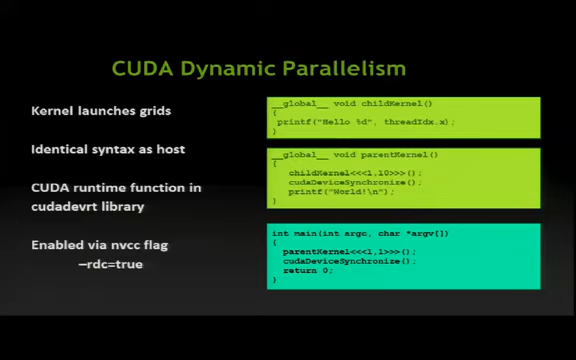 CUDA Dynamic Parallelism
Kernel launches grids
Identical syntax as host
CUDA runtime function in
cudadevrt library
Enabled via nvcc flag
–rdc=true
__global__ void childKernel()
{
printf("Hello %d", threadIdx.x);
}
__global__ void parentKernel()
{
childKernel<<<1,10>>>();
cudaDeviceSynchronize();
printf("World!\n");
}
int main(int argc, char *argv[])
{
parentKernel<<<1,1>>>();
cudaDeviceSynchronize();
return 0;
}